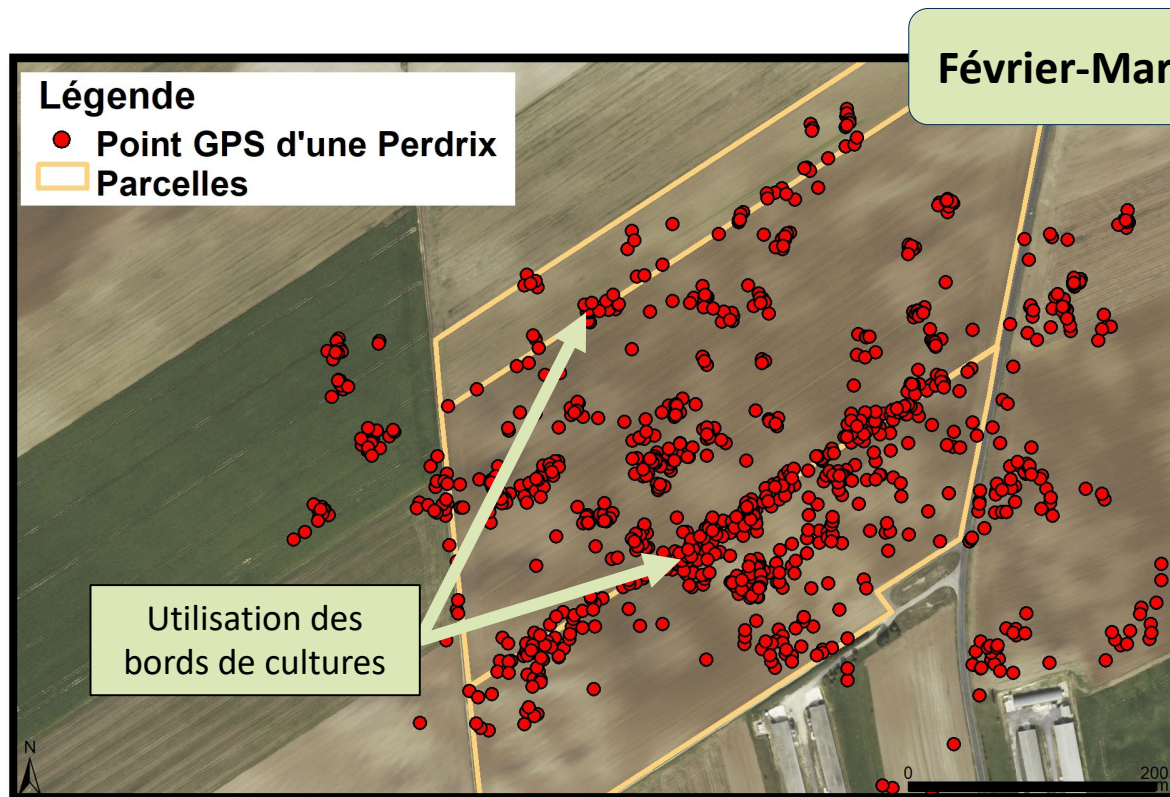 Février-Mar
Légende
Point GPS d'une Perdrix
Parcelles
Utilisation des
bords de cultures
N
0 200
m